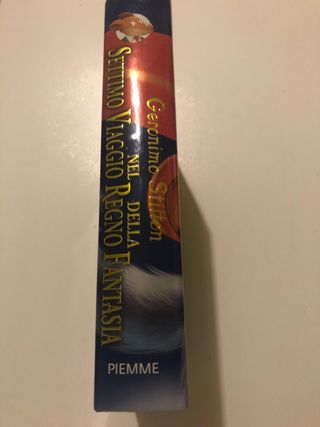 Geronimo Stilton
SETTIMO VIAGGIO NEL REGNO DELLA FANTASIA
PIEMME